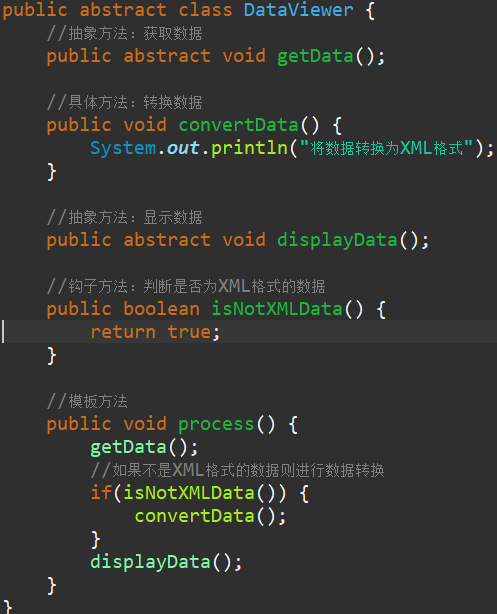 public abstract class DataViewer {
//抽象方法：获取数据
public abstract void getData();
//具体方法：转换数据
public void convertData() {
System.out.println("将数据转换为XML格式");
}
//抽象方法：显示数据
public abstract void displayData();
//钩子方法：判断是否为XML格式的数据
public boolean isNotXMLData() {
return true;
}
//模板方法
public void process() {
getData();
//如果不是XML格式的数据则进行数据转换
if(isNotXMLData()) {
convertData();
}
displayData();
}
}